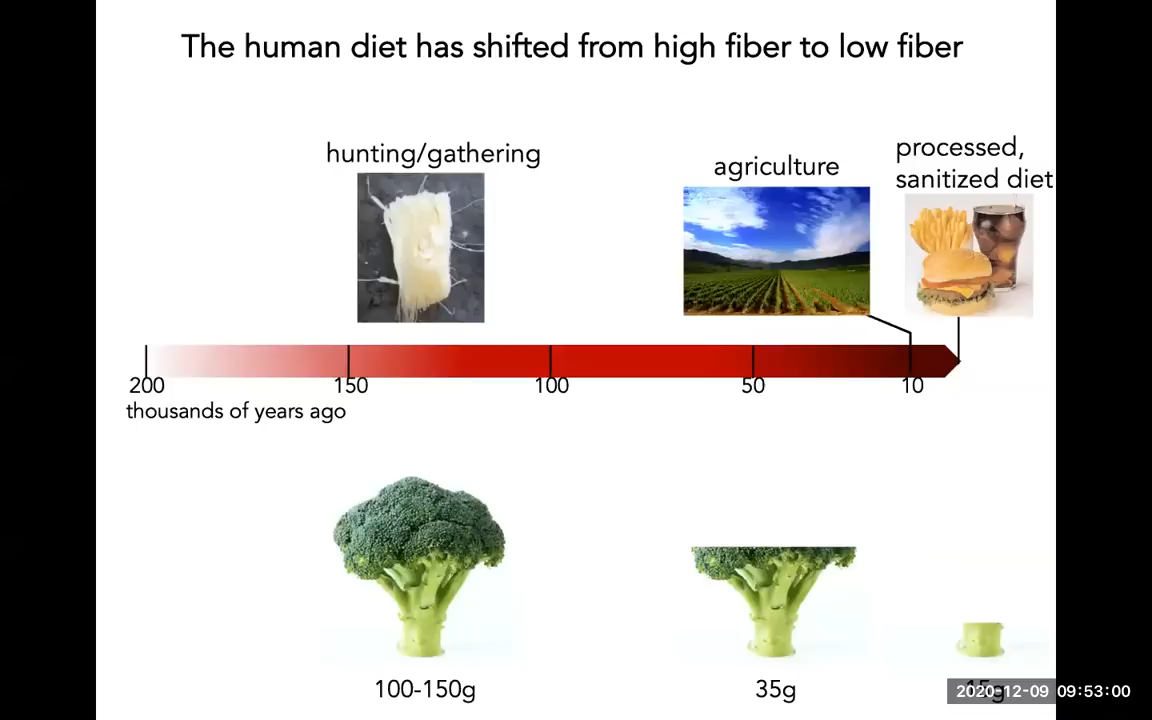 The human diet has shifted from high fiber to low fiber
hunting/gathering
agriculture
processed,
sanitized diet
200
150
100
50
10
thousands of years ago
100-150g
35g
2020-12-09 09:53:00